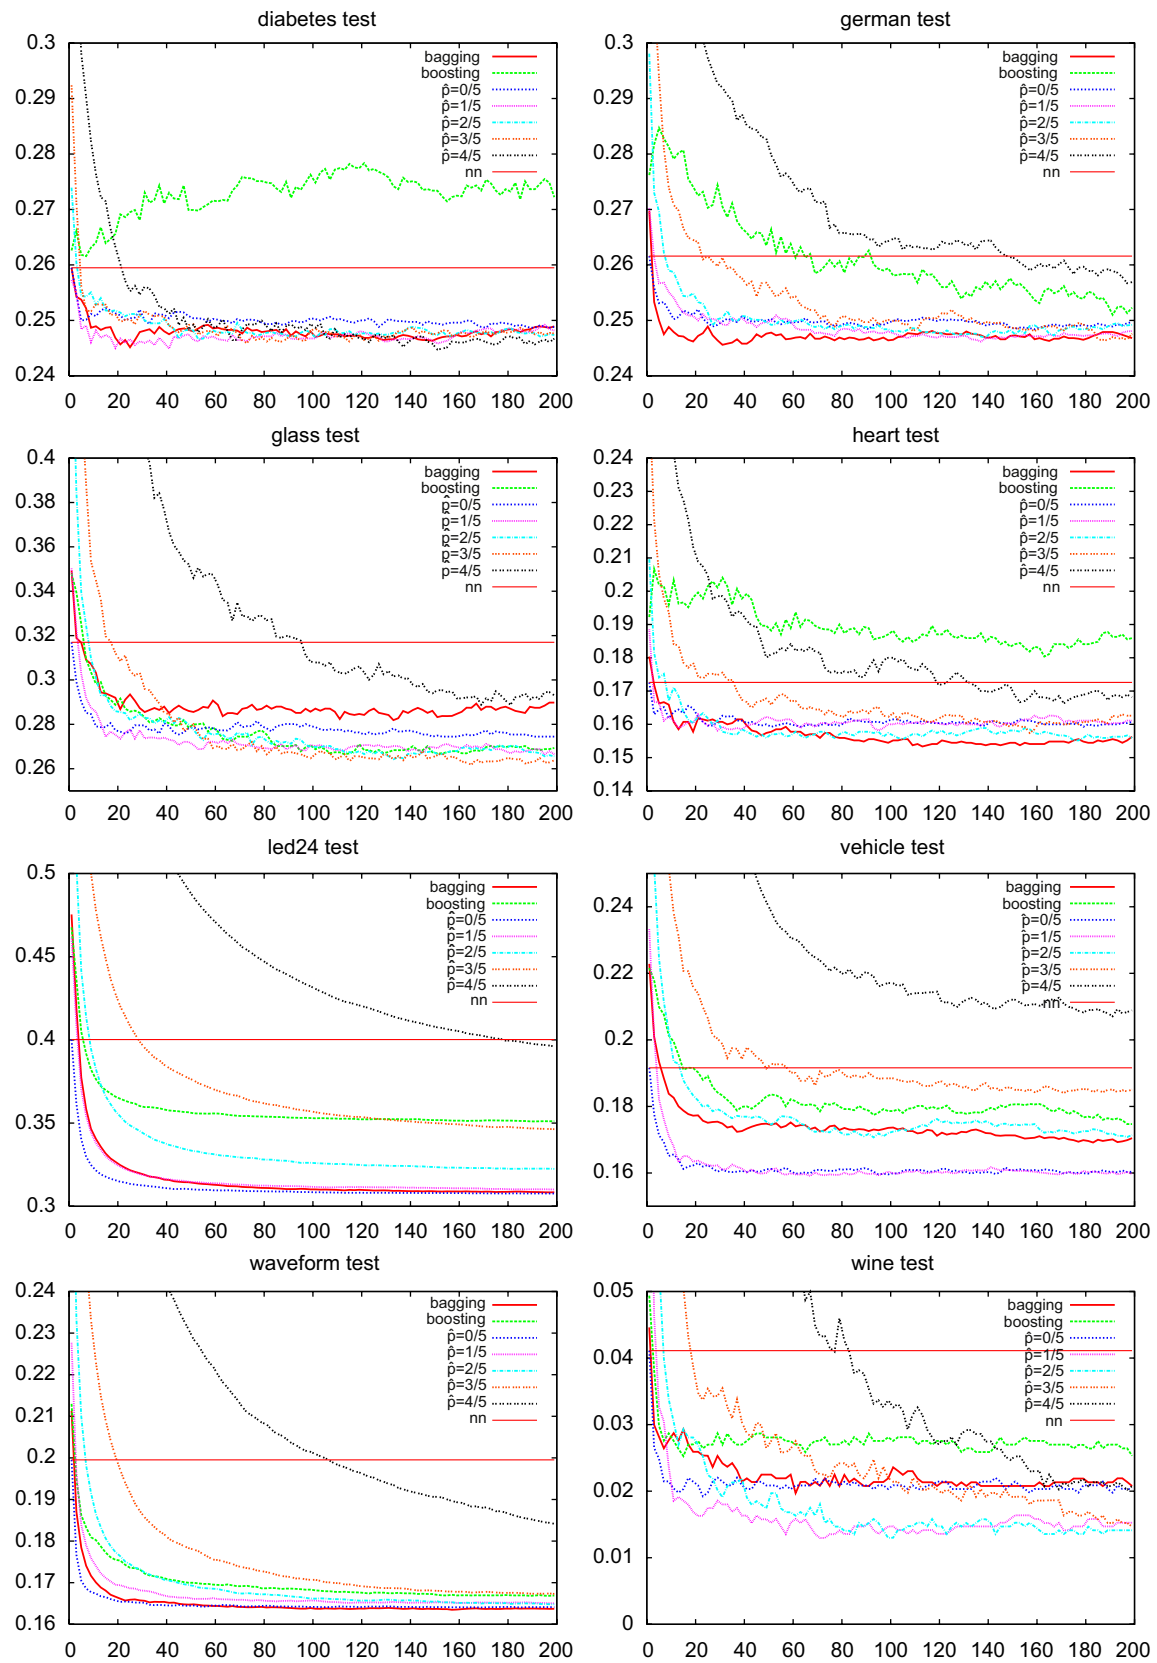 diabetes test
0.3
0.29
0.28
0.27
0.26
0.25
0.24
bagging
boosting
p̂=0/5
p̂=1/5
p̂=2/5
p̂=3/5
p̂=4/5
nn
0 20 40 60 80 100 120 140 160 180 200
german test
0.3
0.29
0.28
0.27
0.26
0.25
0.24
bagging
boosting
p̂=0/5
p̂=1/5
p̂=2/5
p̂=3/5
p̂=4/5
nn
0 20 40 60 80 100 120 140 160 180 200
glass test
0.4
0.38
0.36
0.34
0.32
0.3
0.28
0.26
bagging
boosting
p̂=0/5
p̂=1/5
p̂=2/5
p̂=3/5
p̂=4/5
nn
0 20 40 60 80 100 120 140 160 180 200
heart test
0.24
0.23
0.22
0.21
0.2
0.19
0.18
0.17
0.16
0.15
0.14
bagging
boosting
p̂=0/5
p̂=1/5
p̂=2/5
p̂=3/5
p̂=4/5
nn
0 20 40 60 80 100 120 140 160 180 200
led24 test
0.5
0.45
0.4
0.35
0.3
bagging
boosting
p̂=0/5
p̂=1/5
p̂=2/5
p̂=3/5
p̂=4/5
nn
0 20 40 60 80 100 120 140 160 180 200
vehicle test
0.24
0.22
0.2
0.18
0.16
bagging
boosting
p̂=0/5
p̂=1/5
p̂=2/5
p̂=3/5
p̂=4/5
nn
0 20 40 60 80 100 120 140 160 180 200
waveform test
0.24
0.23
0.22
0.21
0.2
0.19
0.18
0.17
0.16
bagging
boosting
p̂=0/5
p̂=1/5
p̂=2/5
p̂=3/5
p̂=4/5
nn
0 20 40 60 80 100 120 140 160 180 200
wine test
0.05
0.04
0.03
0.02
0.01
0
bagging
boosting
p̂=0/5
p̂=1/5
p̂=2/5
p̂=3/5
p̂=4/5
nn
0 20 40 60 80 100 120 140 160 180 200